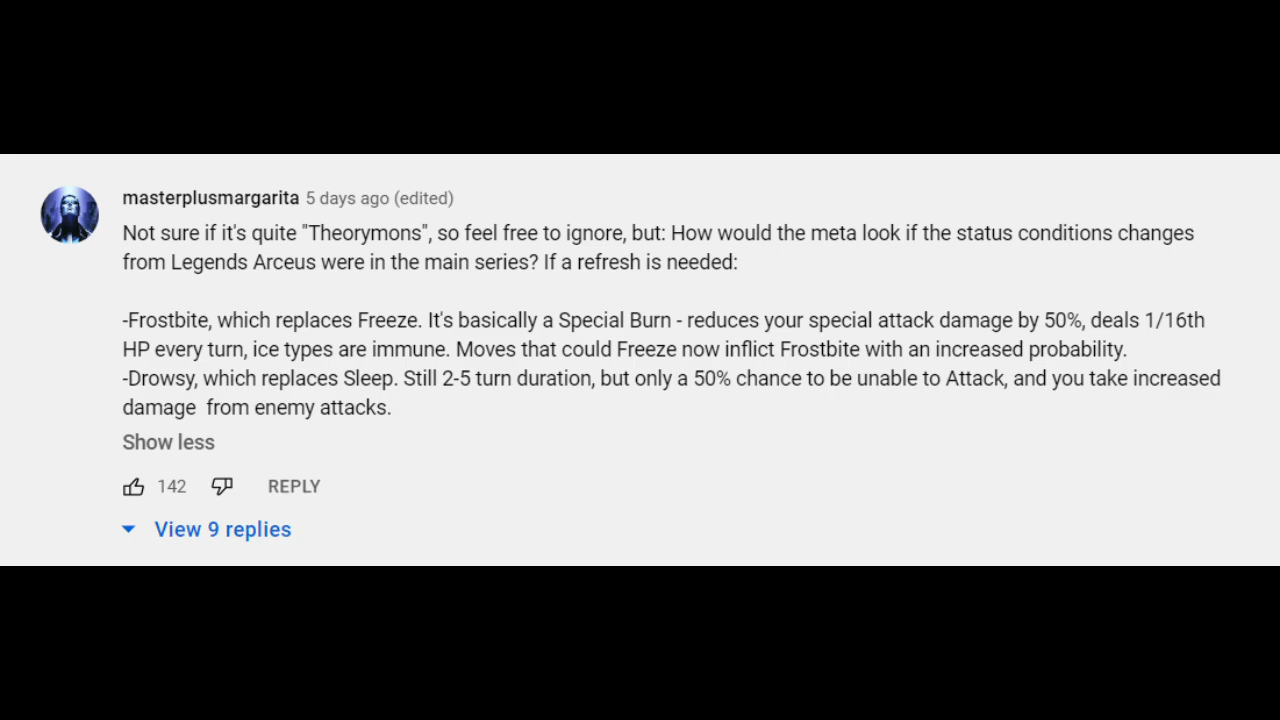 masterplusmargarita 5 days ago (edited)
Not sure if it's quite "Theorymons", so feel free to ignore, but: How would the meta look if the status conditions changes
from Legends Arceus were in the main series? If a refresh is needed:
-Frostbite, which replaces Freeze. It's basically a Special Burn - reduces your special attack damage by 50%, deals 1/16th
HP every turn, ice types are immune. Moves that could Freeze now inflict Frostbite with an increased probability.
-Drowsy, which replaces Sleep. Still 2-5 turn duration, but only a 50% chance to be unable to Attack, and you take increased
damage  from enemy attacks.
Show less
142 REPLY
View 9 replies